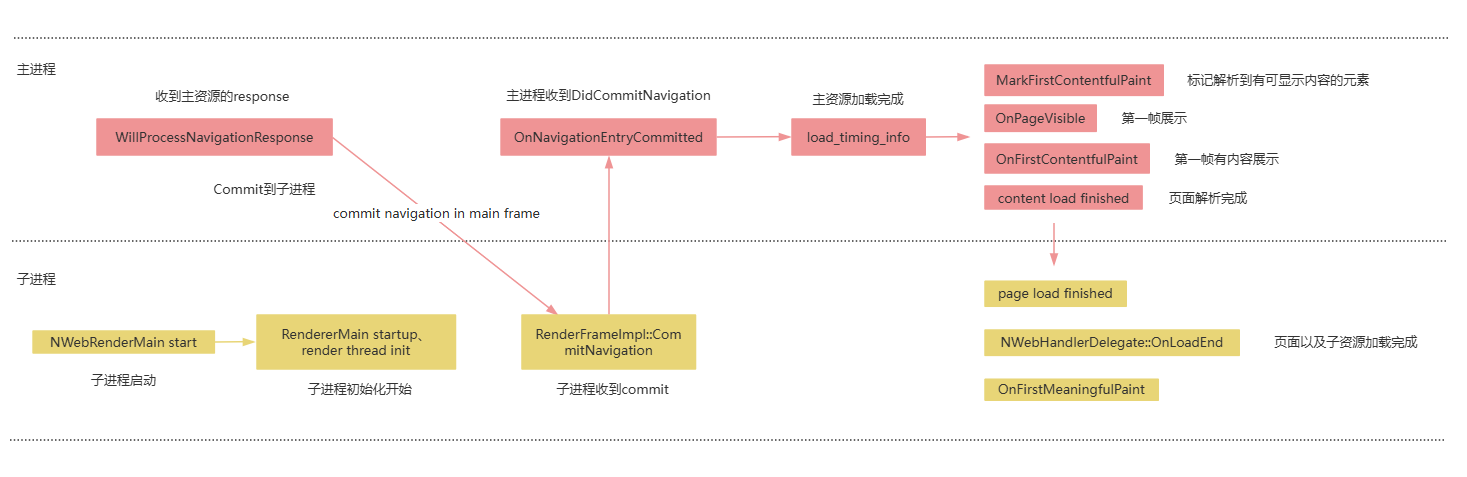 主进程
收到主资源的response
WillProcessNavigationResponse
Commit到子进程
commit navigation in main frame
主进程收到DidCommitNavigation
OnNavigationEntryCommitted
主资源加载完成
load_timing_info
MarkFirstContentfulPaint
标记解析到有可显示内容的元素
OnPageVisible
第一帧展示
OnFirstContentfulPaint
第一帧有内容展示
content load finished
页面解析完成
子进程
NWebRenderMain start
子进程启动
RendererMain startup、
render thread init
子进程初始化开始
RenderFrameImpl::Com
mitNavigation
子进程收到commit
page load finished
NWebHandlerDelegate::OnLoadEnd
页面以及子资源加载完成
OnFirstMeaningfulPaint